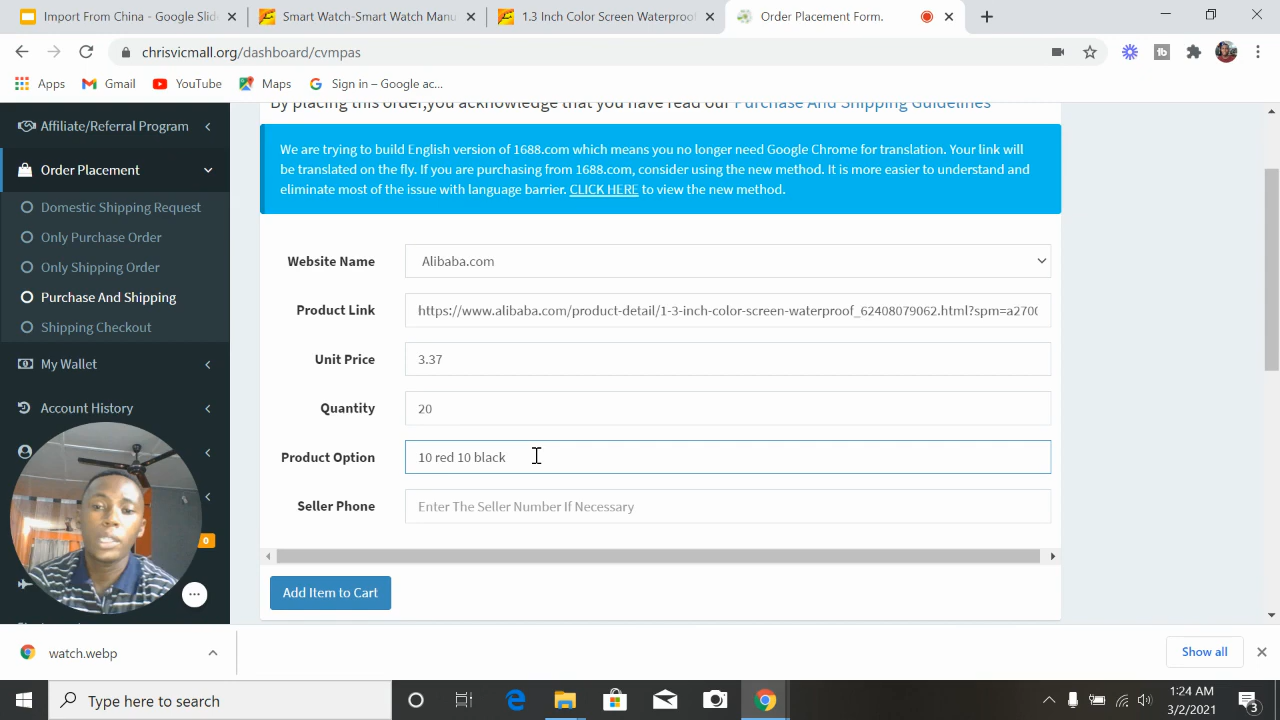 From China - Google Slid
Smart Watch-Smart Watch Manu
1.3 Inch Color Screen Waterproof
Order Placement Form.
chrisvicmall.org/dashboard/cvmpas
Apps
Gmail
YouTube
Maps
Sign in – Google ac...
By placing this order,you acknowledge that you have read our Purchase And Shipping Guidelines
Affiliate/Referral Program
Order Placement
Domestic Shipping Request
Only Purchase Order
Only Shipping Order
Purchase And Shipping
Shipping Checkout
My Wallet
Account History
0
We are trying to build English version of 1688.com which means you no longer need Google Chrome for translation. Your link will
be translated on the fly. If you are purchasing from 1688.com, consider using the new method. It is more easier to understand and
eliminate most of the issue with language barrier. CLICK HERE to view the new method.
Website Name Alibaba.com
Product Link https://www.alibaba.com/product-detail/1-3-inch-color-screen-waterproof_62408079062.html?spm=a270
Unit Price 3.37
Quantity 20
Product Option 10 red 10 black
Seller Phone Enter The Seller Number If Necessary
Add Item to Cart
watch.webp
Show all
Type here to search
1:24 AM
3/2/2021
3